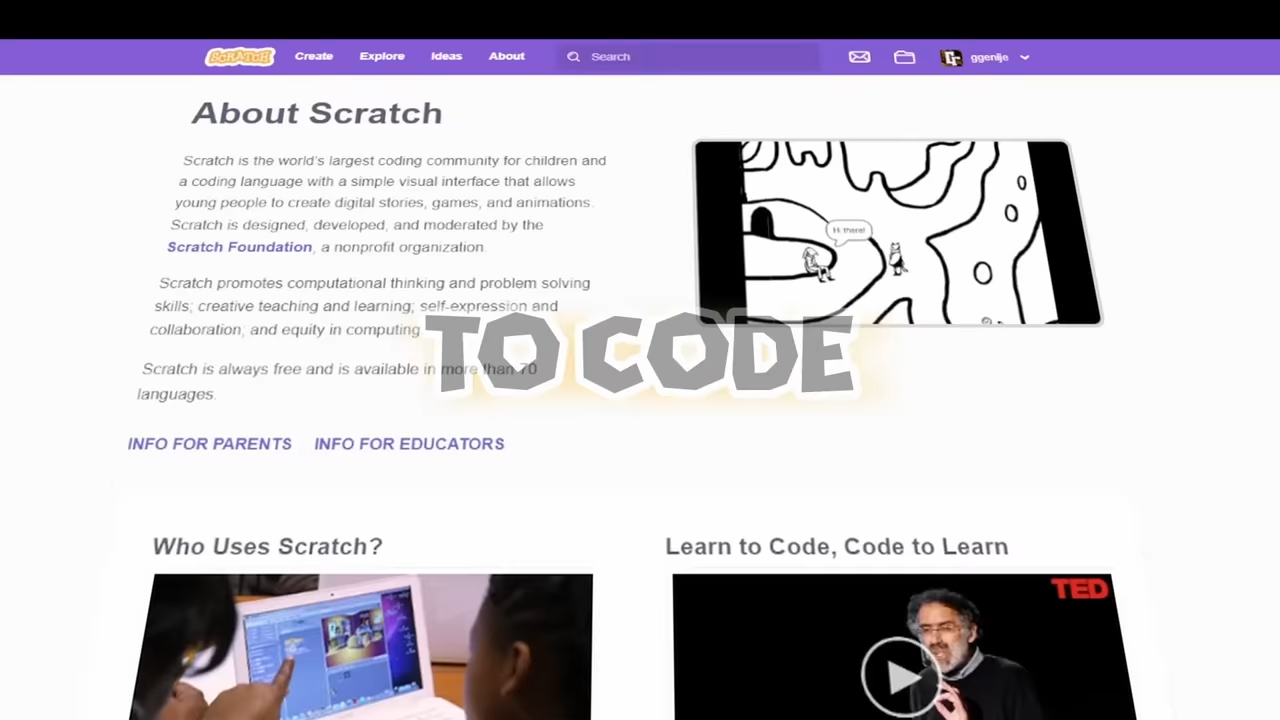 SCRATCH
Create
Explore
Ideas
About
Search
ggenije
About Scratch
Scratch is the world's largest coding community for children and
a coding language with a simple visual interface that allows
young people to create digital stories, games, and animations.
Scratch is designed, developed, and moderated by the
Scratch Foundation, a nonprofit organization.
Hi there!
Scratch promotes computational thinking and problem solving
skills; creative teaching and learning; self-expression and
collaboration; and equity in computing
TO CODE
Scratch is always free and is available in more than 70
languages.
INFO FOR PARENTS
INFO FOR EDUCATORS
Who Uses Scratch?
Learn to Code, Code to Learn
TED